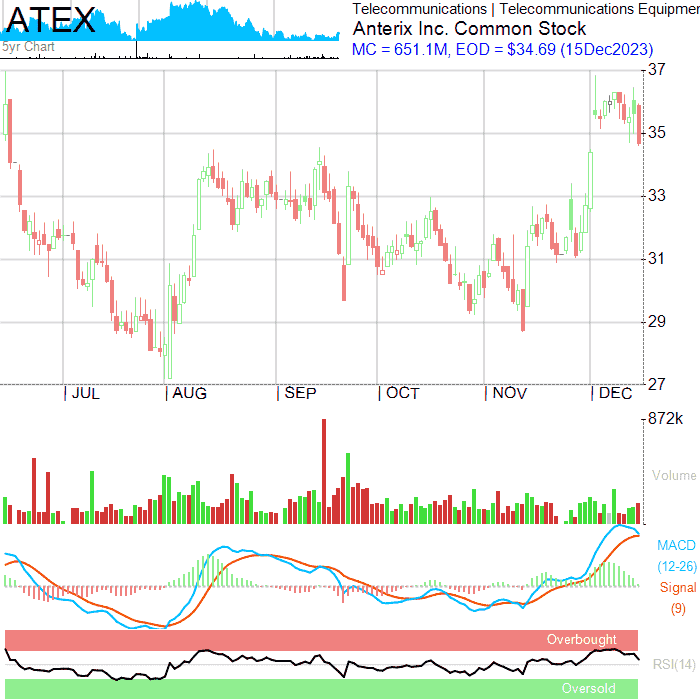 ATEX
5yr Chart
Telecommunications | Telecommunications Equipmen
Anterix Inc. Common Stock
MC = 651.1M, EOD = $34.69 (15Dec2023)
37
35
33
31
29
27
| JUL | AUG | SEP | OCT | NOV | DEC
872k
Volume
MACD
(12-26)
Signal
(9)
Overbought
RSI(14)
Oversold